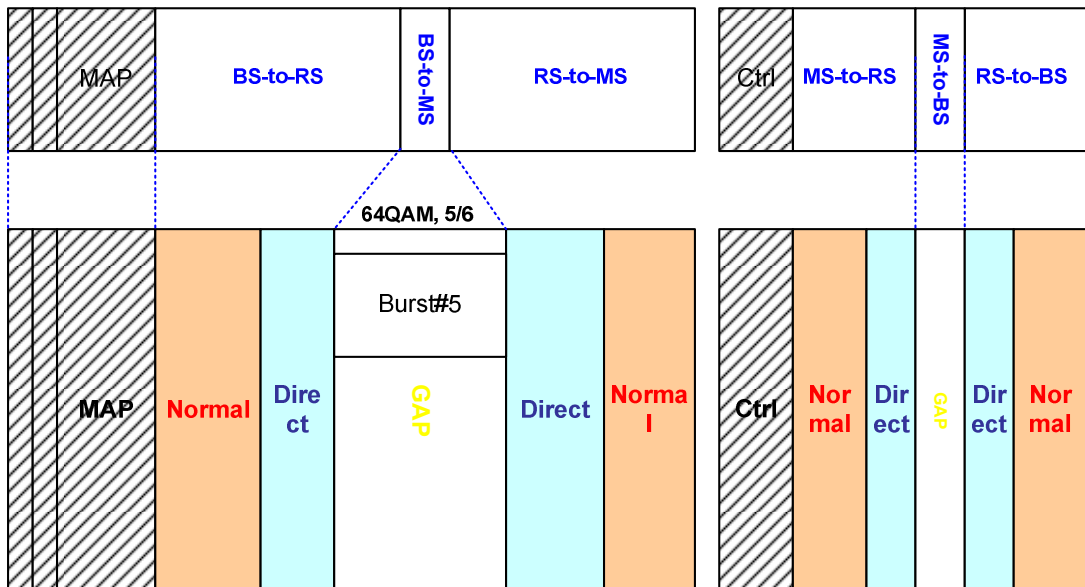 MAP
BS-to-RS
BS-to-MS
RS-to-MS
Ctrl
MS-to-RS
MS-to-BS
RS-to-BS
64QAM, 5/6
Burst#5
MAP
Normal
Dire
ct
GAP
Direct
Norma
l
Ctrl
Nor
mal
Dir
ect
GAP
Dir
ect
Nor
mal